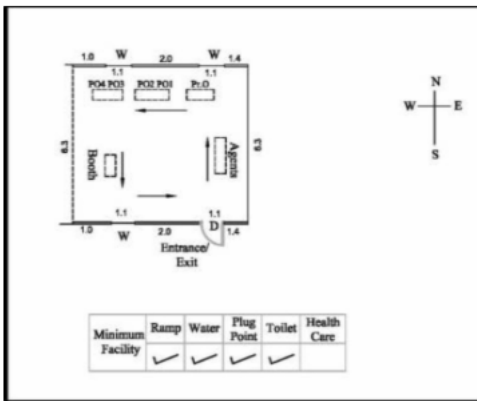 1.0 W 2.0 W 1.4
1.1 1.1
PO4 PO3 PO2 PO1 Pr.O
N
W E
S
6.3 Booth Agents 6.3
1.1 1.1
D
1.0 W 2.0 1.4
Entrance/
Exit
Minimum Facility Ramp Water Plug Point Toilet Health Care